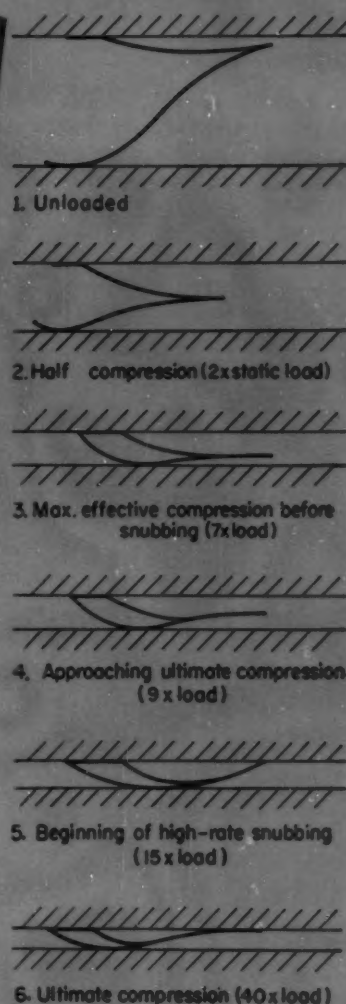 1. Unloaded
2. Half compression (2x static load)
3. Max. effective compression before
snubbing (7x load)
4. Approaching ultimate compression
(9 x load)
5. Beginning of high-rate snubbing
(15 x load)
6. Ultimate compression (40 x load)